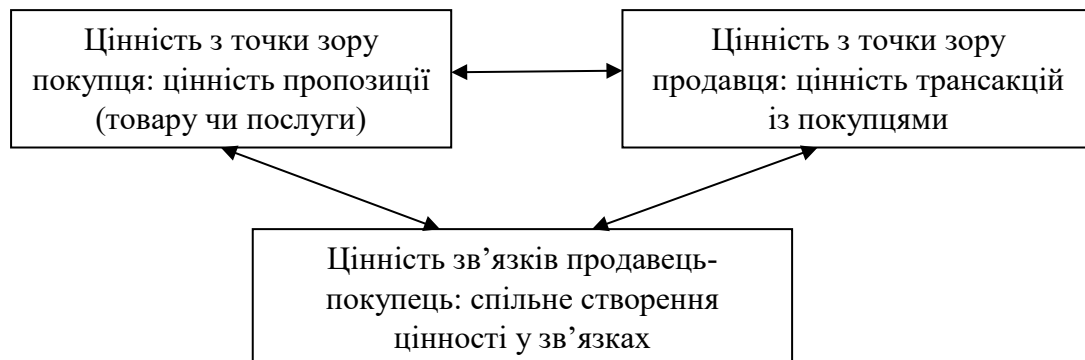 Цінність з точки зору
покупця: цінність пропозиції
(товару чи послуги)
Цінність з точки зору
продавця: цінність трансакцій
із покупцями
Цінність зв’язків продавець-
покупець: спільне створення
цінності у зв’язках